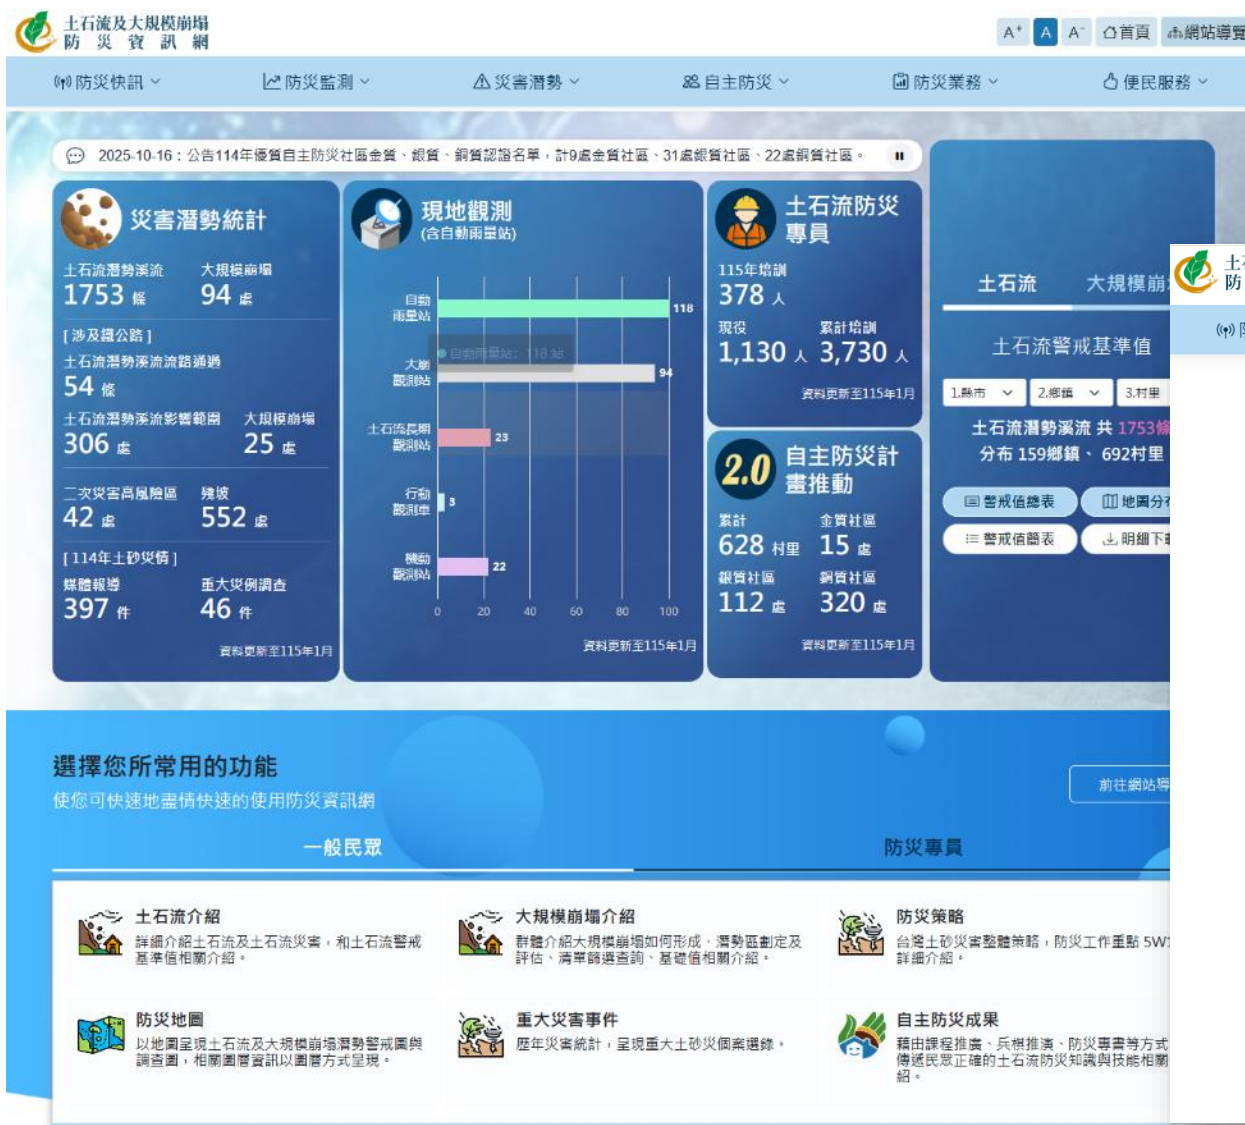 土石流及大規模崩塌
防災資訊網
A⁺ A A⁻ 首頁 網站導覽
防災快訊 防災監測 災害潛勢 自主防災 防災業務 便民服務
2025-10-16：公告114年優質自主防災社區金質、銀質、銅質認證名單，計9處金質社區、31處銀質社區、22處銅質社區。
災害潛勢統計
土石流潛勢溪流 大規模崩塌
1753 條 94 處
[ 涉及鐵公路 ]
土石流潛勢溪流流路通過
54 條
土石流潛勢溪流影響範圍 大規模崩塌
306 處 25 處
二次災害高風險區 殘坡
42 處 552 處
[ 114年土砂災情 ]
媒體報導 重大災例調查
397 件 46 件
資料更新至115年1月
現地觀測
(含自動雨量站)
自動
雨量站
118
自動雨量站: 118 站
大崩
觀測站
94
土石流長期
觀測站
23
行動
觀測車
3
機動
觀測站
22
0 20 40 60 80 100
資料更新至115年1月
土石流防災
專員
115年培訓
378 人
現役 累計培訓
1,130 人 3,730 人
資料更新至115年1月
2.0 自主防災計
畫推動
累計 金質社區
628 村里 15 處
銀質社區 銅質社區
112 處 320 處
資料更新至115年1月
土石流 大規模崩
土石流警戒基準值
1.縣市 2.鄉鎮 3.村里
土石流潛勢溪流 共 1753條
分布 159鄉鎮、 692村里
警戒值總表 地圖分布
警戒值簡表 明細下載
土石
防
選擇您所常用的功能
使您可快速地盡情快速的使用防災資訊網
前往網站導
一般民眾 防災專員
土石流介紹
詳細介紹土石流及土石流災害，和土石流警戒
基準值相關介紹。
大規模崩塌介紹
群體介紹大規模崩塌如何形成、潛勢區劃定及
評估、清單篩選查詢、基礎值相關介紹。
防災策略
台灣土砂災害整體策略，防災工作重點 5W1
詳細介紹。
防災地圖
以地圖呈現土石流及大規模崩塌潛勢警戒圖與
調查圖，相關圖層資訊以圖層方式呈現。
重大災害事件
歷年災害統計，呈現重大土砂災個案選錄。
自主防災成果
藉由課程推廣、兵棋推演、防災專書等方式
傳遞民眾正確的土石流防災知識與技能相關
紹。